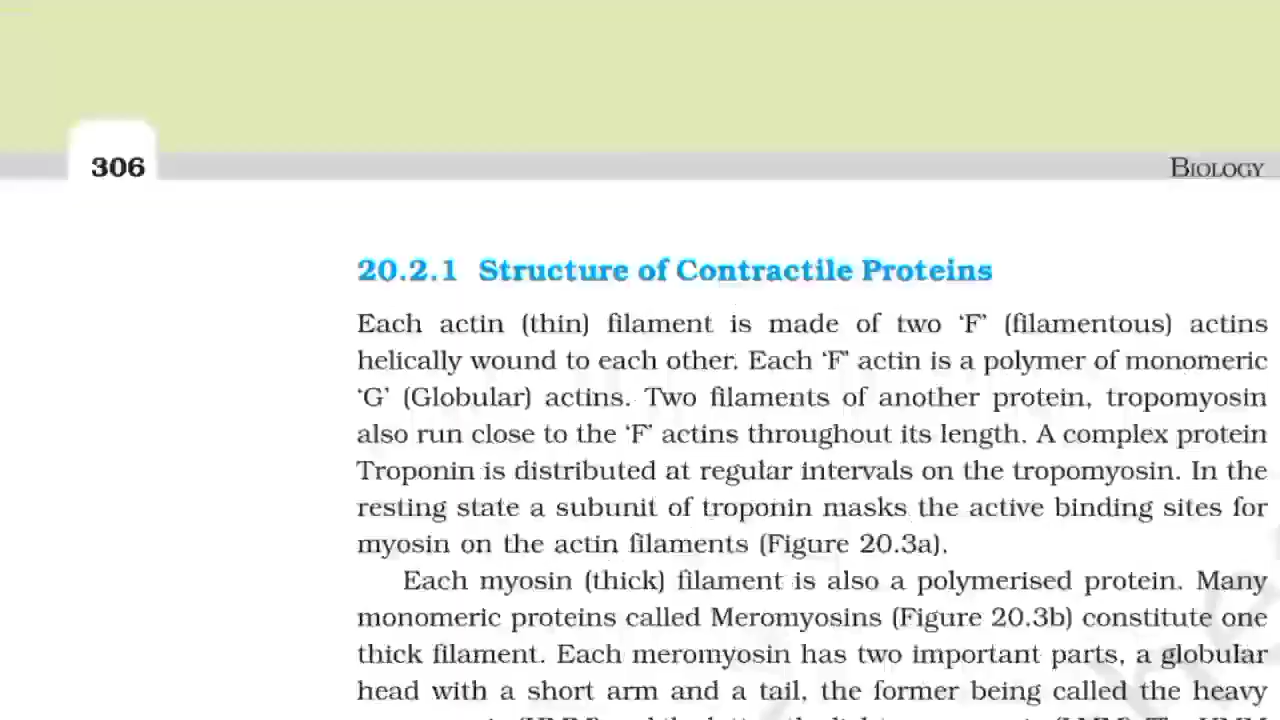 306
BIOLOGY
20.2.1 Structure of Contractile Proteins
Each actin (thin) filament is made of two ‘F’ (filamentous) actins
helically wound to each other. Each ‘F’ actin is a polymer of monomeric
‘G’ (Globular) actins. Two filaments of another protein, tropomyosin
also run close to the ‘F’ actins throughout its length. A complex protein
Troponin is distributed at regular intervals on the tropomyosin. In the
resting state a subunit of troponin masks the active binding sites for
myosin on the actin filaments (Figure 20.3a).
Each myosin (thick) filament is also a polymerised protein. Many
monomeric proteins called Meromyosins (Figure 20.3b) constitute one
thick filament. Each meromyosin has two important parts, a globular
head with a short arm and a tail, the former being called the heavy